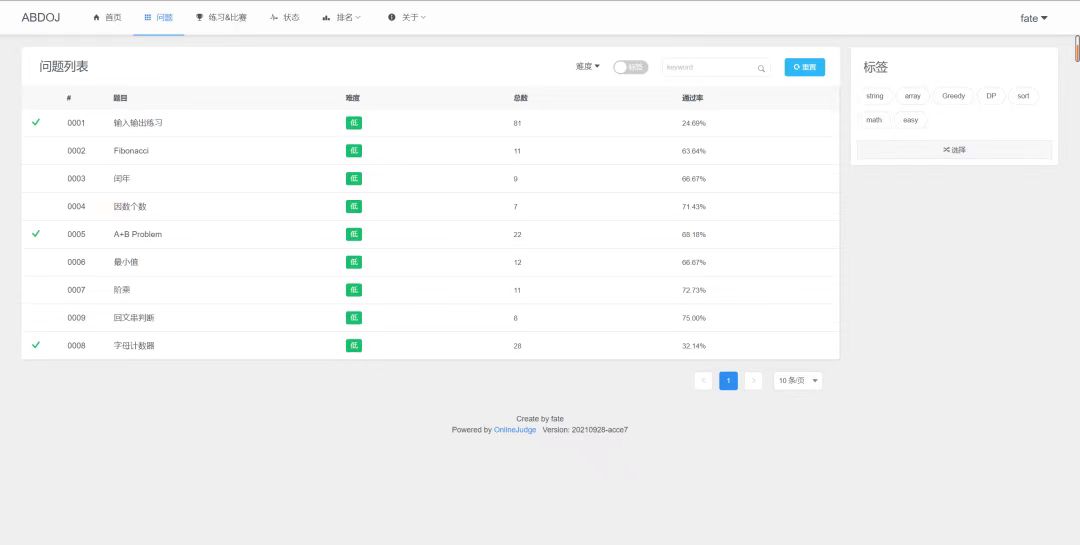 ABDOJ 首页 问题 练习&比赛 状态 排名 关于 fate
问题列表 难度 标签 keyword 重置
# 题目 难度 总数 通过率
0001 输入输出练习 低 81 24.69%
0002 Fibonacci 低 11 63.64%
0003 闰年 低 9 66.67%
0004 因数个数 低 7 71.43%
0005 A+B Problem 低 22 68.18%
0006 最小值 低 12 66.67%
0007 阶乘 低 11 72.73%
0009 回文串判断 低 8 75.00%
0008 字母计数器 低 28 32.14%
1 10 条/页
标签
string array Greedy DP sort
math easy
选择
Create by fate
Powered by OnlineJudge Version: 20210928-acce7